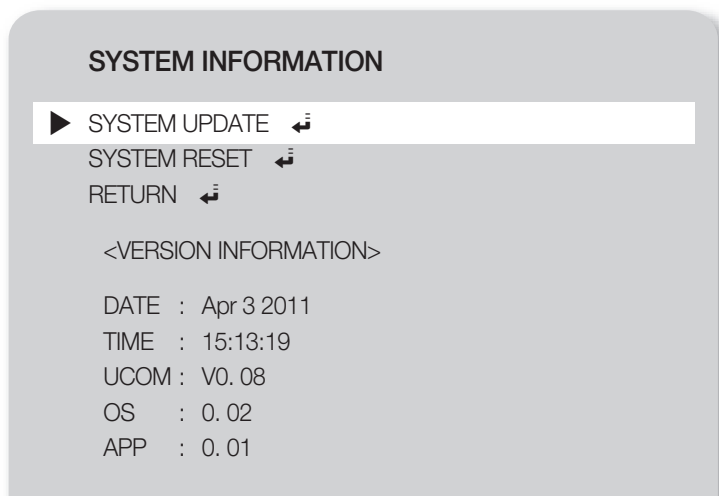 SYSTEM INFORMATION
SYSTEM UPDATE
SYSTEM RESET
RETURN
<VERSION INFORMATION>
DATE : Apr 3 2011
TIME : 15:13:19
UCOM : V0. 08
OS : 0. 02
APP : 0. 01